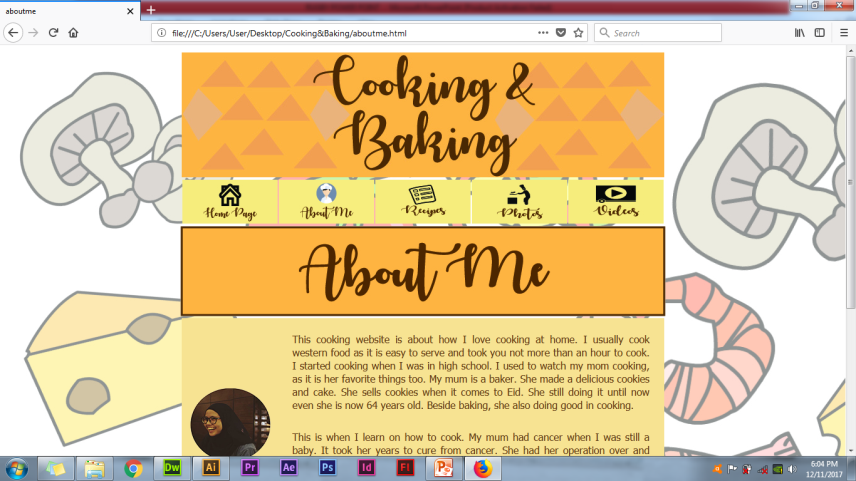 aboutme
file:///C:/Users/User/Desktop/Cooking&Baking/aboutme.html
Search
Cooking &
Baking
Home Page
About Me
Recipes
Photos
Videos
About Me
This cooking website is about how I love cooking at home. I usually cook
western food as it is easy to serve and took you not more than an hour to cook.
I started cooking when I was in high school. I used to watch my mom cooking,
as it is her favorite things too. My mum is a baker. She made a delicious cookies
and cake. She sells cookies when it comes to Eid. She still doing it until now
even she is now 64 years old. Beside baking, she also doing good in cooking.
This is when I learn on how to cook. My mum had cancer when I was still a
baby. It took her years to cure from cancer. She had her operation over and
Dw
Ai
Pr
Ae
Ps
Id
Fl
6:04 PM
12/11/2017